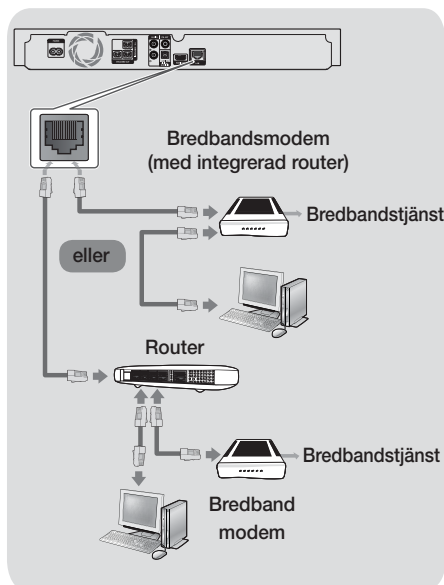 Bredbandsmodem
(med integrerad router)
Bredbandstjänst
eller
Router
Bredbandstjänst
Bredband
modem